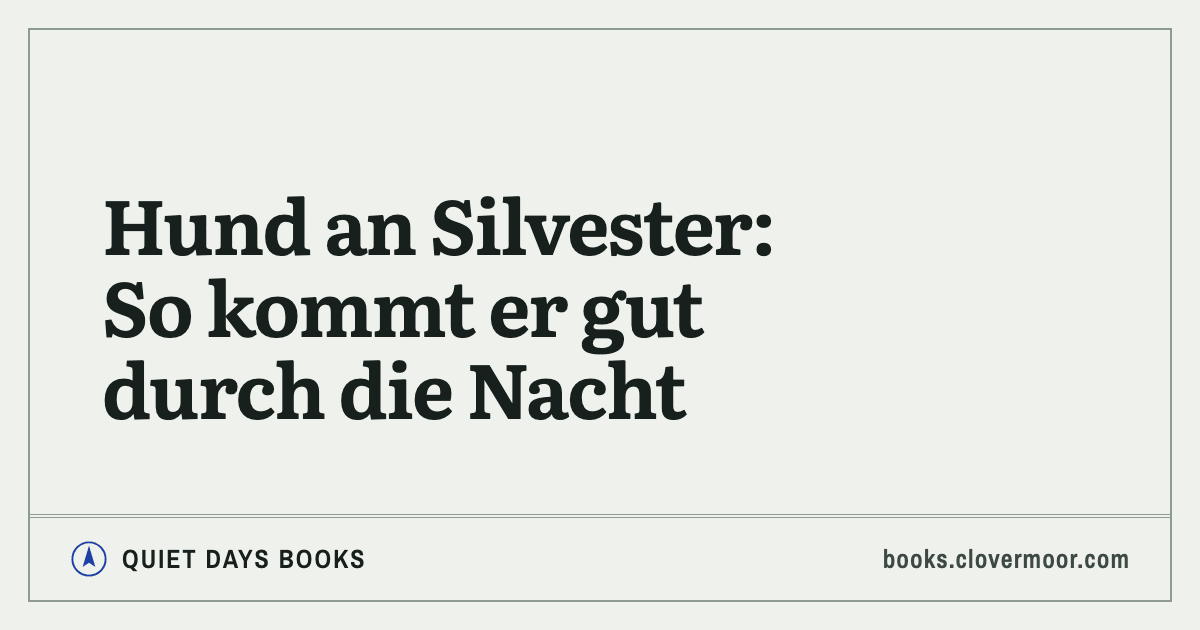 Hund an Silvester:
So kommt er gut
durch die Nacht
QUIET DAYS BOOKS
books.clovermoor.com